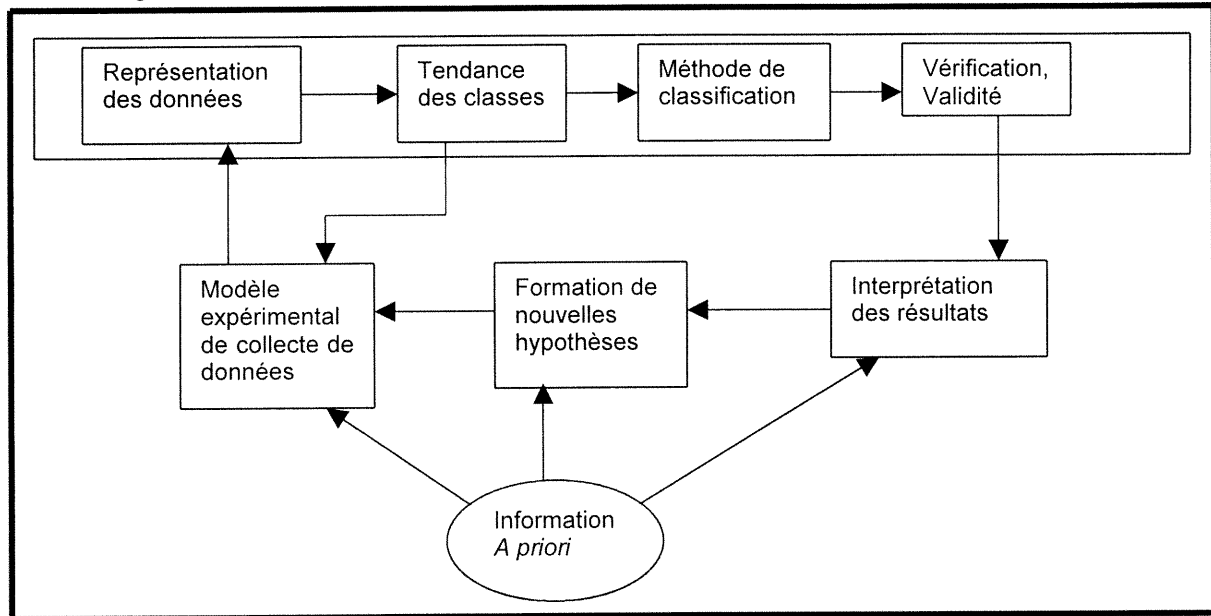 Représentation
des données
Tendance
des classes
Méthode de
classification
Vérification,
Validité
Modèle
expérimental
de collecte de
données
Formation de
nouvelles
hypothèses
Interprétation
des résultats
Information
A priori